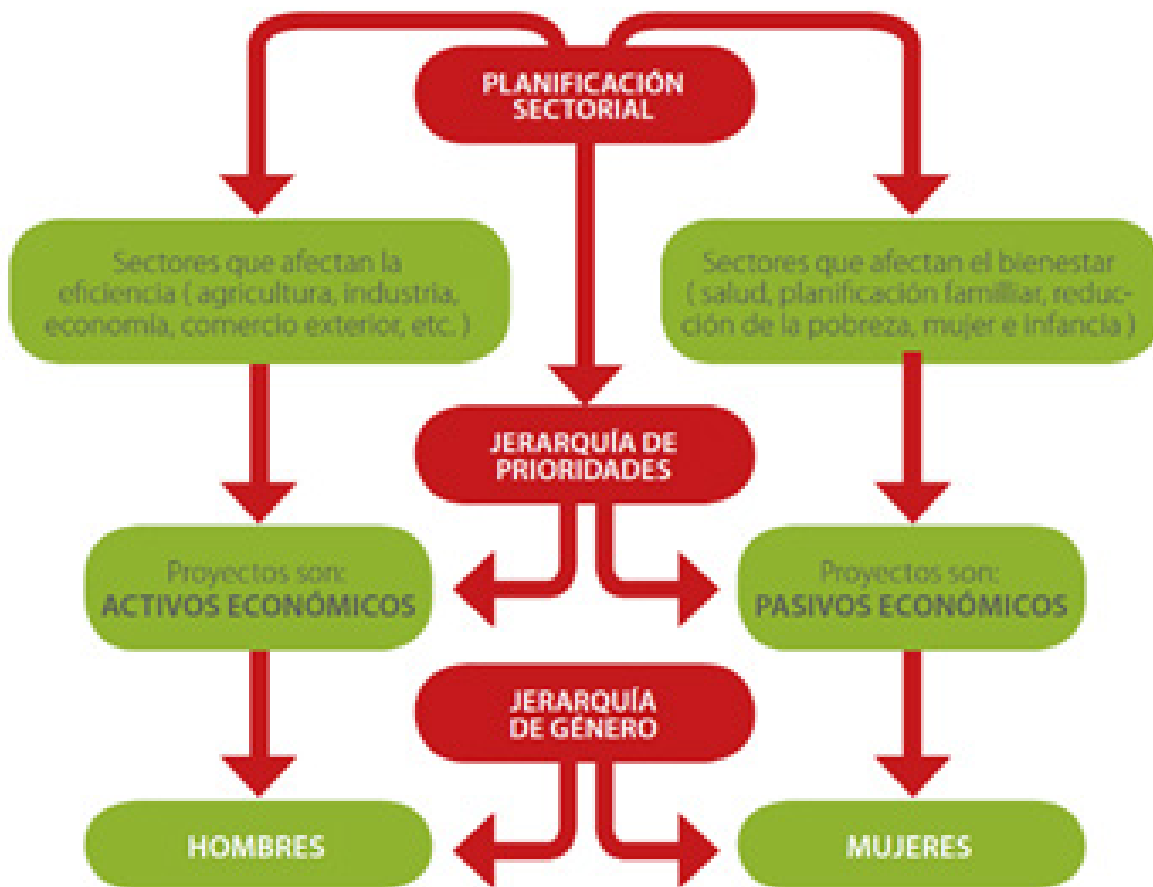 PLANIFICACIÓN
SECTORIAL
Sectores que afectan la
eficiencia ( agricultura, industria,
economía, comercio exterior, etc. )
Sectores que afectan el bienestar
( salud, planificación familliar, reduc-
ción de la pobreza, mujer e infancia )
JERARQUÍA DE
PRIORIDADES
Proyectos son:
ACTIVOS ECONÓMICOS
Proyectos son:
PASIVOS ECONÓMICOS
JERARQUÍA
DE GÉNERO
HOMBRES
MUJERES